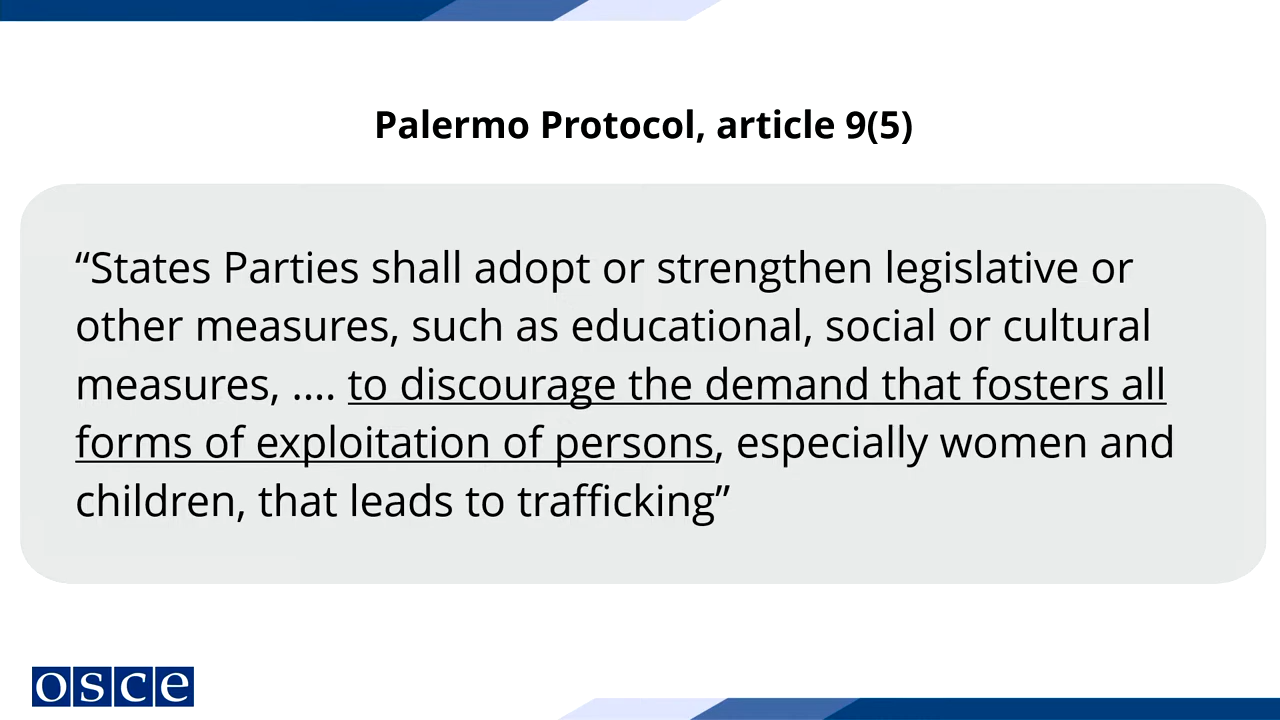 Palermo Protocol, article 9(5)
“States Parties shall adopt or strengthen legislative or
other measures, such as educational, social or cultural
measures, .... to discourage the demand that fosters all
forms of exploitation of persons, especially women and
children, that leads to trafficking”
osce